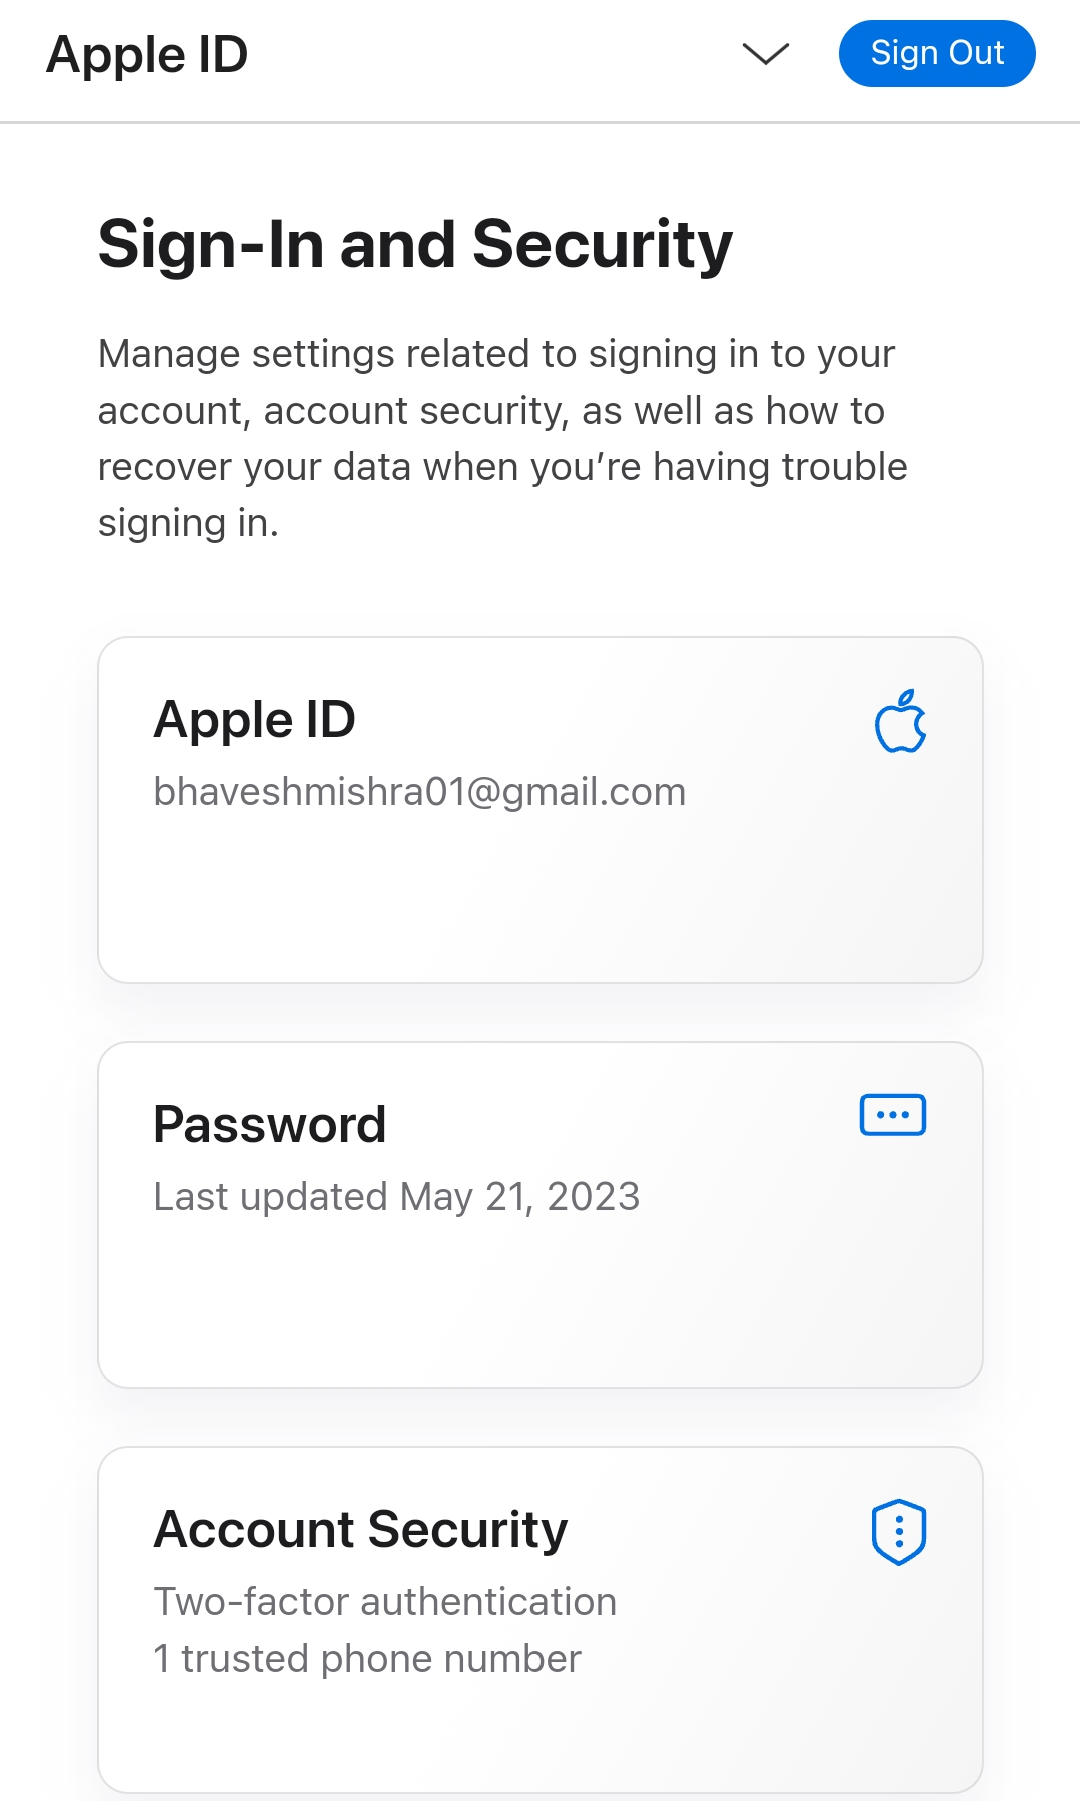 Apple ID
Sign Out
Sign-In and Security
Manage settings related to signing in to your
account, account security, as well as how to
recover your data when you’re having trouble
signing in.
Apple ID
bhaveshmishra01@gmail.com
Password
Last updated May 21, 2023
Account Security
Two-factor authentication
1 trusted phone number